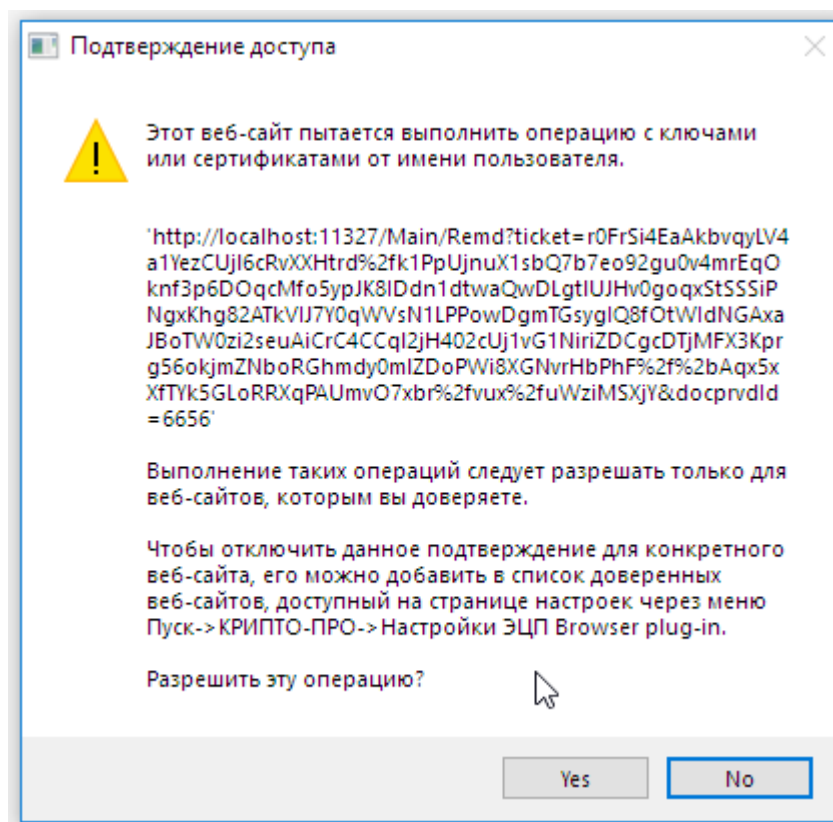 Подтверждение доступа
Этот веб-сайт пытается выполнить операцию с ключами
или сертификатами от имени пользователя.
'http://localhost:11327/Main/Remd?ticket=r0FrSi4EaAkbvqyLV4
a1YezCUjI6cRvXXHtrd%2fk1PpUjnuX1sbQ7b7eo92gu0v4mrEqO
knf3p6DOqcMfo5ypJK8IDdn1dtwaQwDLgtIUJHv0goqxStSSSiP
NgxKhg82ATkVIJ7Y0qWVsN1LPPowDgmTGsygIQ8fOtWIdNGAxa
JBoTW0zi2seuAiCrC4CCqI2jH402cUj1vG1NiriZDCgcDTjMFX3Kpr
g56okjmZNboRGhmdy0mIZDoPWi8XGNvrHbPhF%2f%2bAqx5x
XfTYk5GLoRRXqPAUmvO7xbr%2fvux%2fuWziMSXjY&docprvdId
=6656'
Выполнение таких операций следует разрешать только для
веб-сайтов, которым вы доверяете.
Чтобы отключить данное подтверждение для конкретного
веб-сайта, его можно добавить в список доверенных
веб-сайтов, доступный на странице настроек через меню
Пуск->КРИПТО-ПРО->Настройки ЭЦП Browser plug-in.
Разрешить эту операцию?
Yes
No